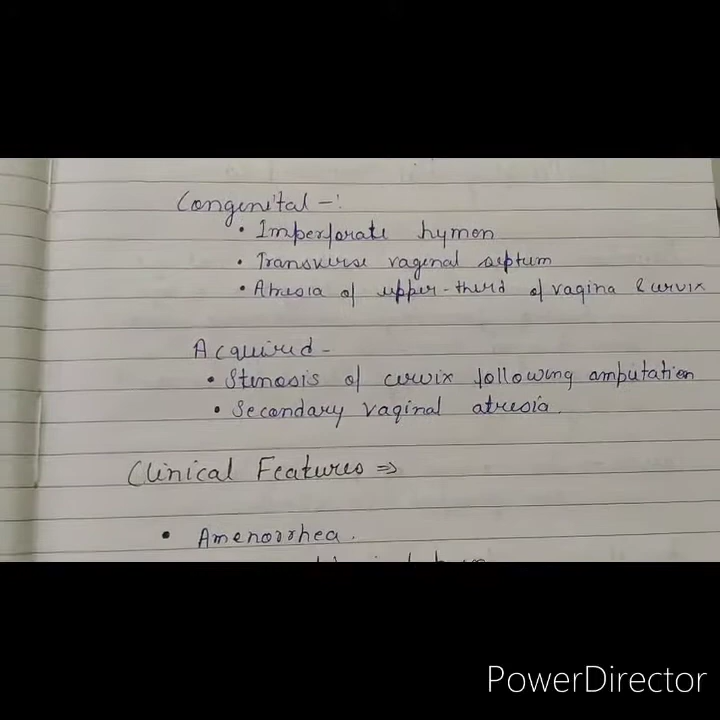 Congenital -:
• Imperforate hymen
• Transverse vaginal septum
• Atresia of upper-third of vagina & cervix
Acquired -
• Stenosis of cervix following amputation
• Secondary vaginal atresia.
Clinical Features ⇒
• Amenorrhea.
PowerDirector